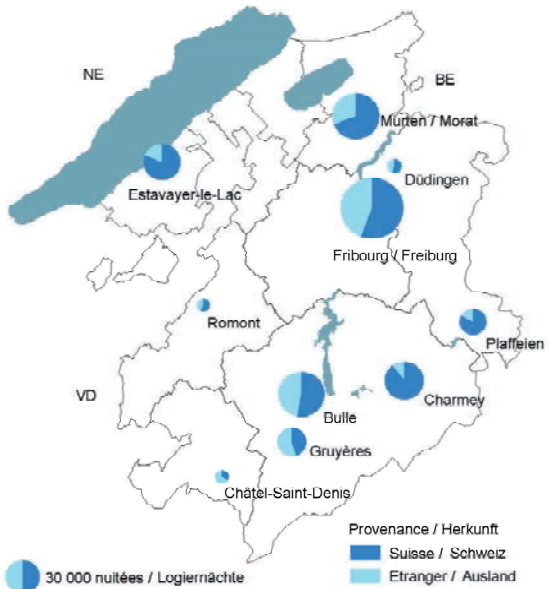 NE
BE
Murten / Morat
Düdingen
Estavayer-le-Lac
Fribourg / Freiburg
Romont
Plaffeien
VD
Charmey
Bulle
Gruyères
Châtel-Saint-Denis
Provenance / Herkunft
Suisse / Schweiz
30 000 nuitées / Logiernächte
Etranger / Ausland